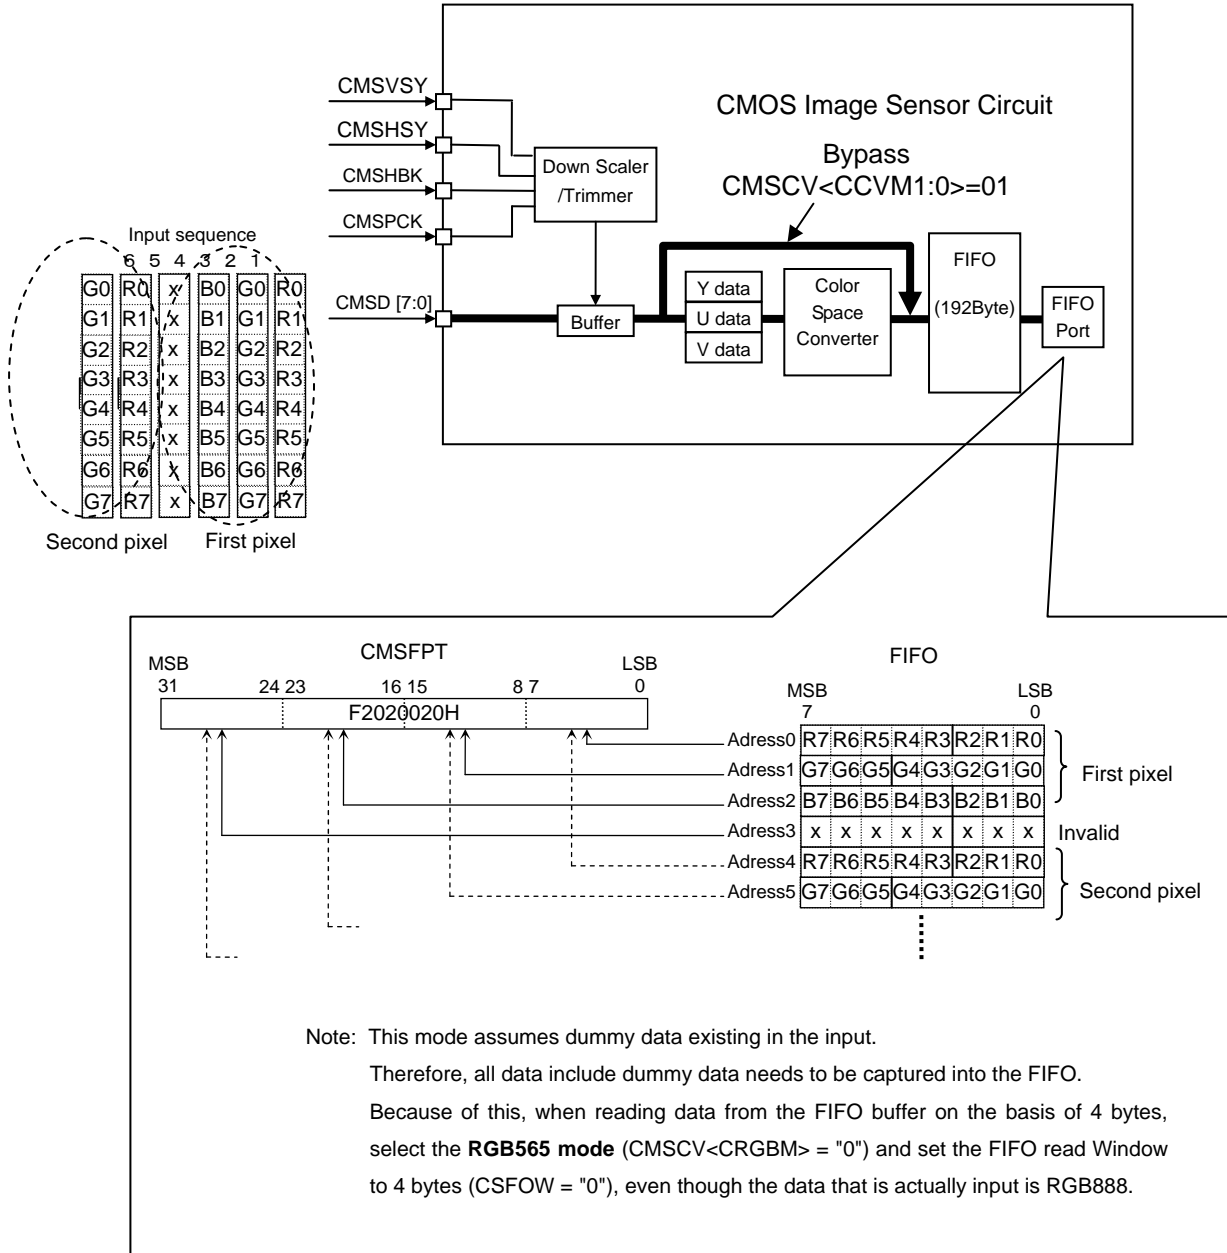 CMOS Image Sensor Circuit
Bypass
CMSCV<CCVM1:0>=01
CMSVSY
CMSHSY
CMSHBK
CMSPCK
CMSD [7:0]
Down Scaler
/Trimmer
Buffer
Y data
U data
V data
Color
Space
Converter
FIFO
(192Byte)
FIFO
Port
Input sequence
6 5 4 3 2 1
G0 R0 x B0 G0 R0
G1 R1 x B1 G1 R1
G2 R2 x B2 G2 R2
G3 R3 x B3 G3 R3
G4 R4 x B4 G4 R4
G5 R5 x B5 G5 R5
G6 R6 x B6 G6 R6
G7 R7 x B7 G7 R7
Second pixel First pixel
CMSFPT
MSB LSB
31 24 23 16 15 8 7 0
F2020020H
FIFO
MSB LSB
7 0
Adress0 R7 R6 R5 R4 R3 R2 R1 R0
Adress1 G7 G6 G5 G4 G3 G2 G1 G0
First pixel
Adress2 B7 B6 B5 B4 B3 B2 B1 B0
Adress3 x x x x x x x x Invalid
Adress4 R7 R6 R5 R4 R3 R2 R1 R0
Adress5 G7 G6 G5 G4 G3 G2 G1 G0
Second pixel
Note: This mode assumes dummy data existing in the input.
Therefore, all data include dummy data needs to be captured into the FIFO.
Because of this, when reading data from the FIFO buffer on the basis of 4 bytes,
select the RGB565 mode (CMSCV<CRGBM> = "0") and set the FIFO read Window
to 4 bytes (CSFOW = "0"), even though the data that is actually input is RGB888.